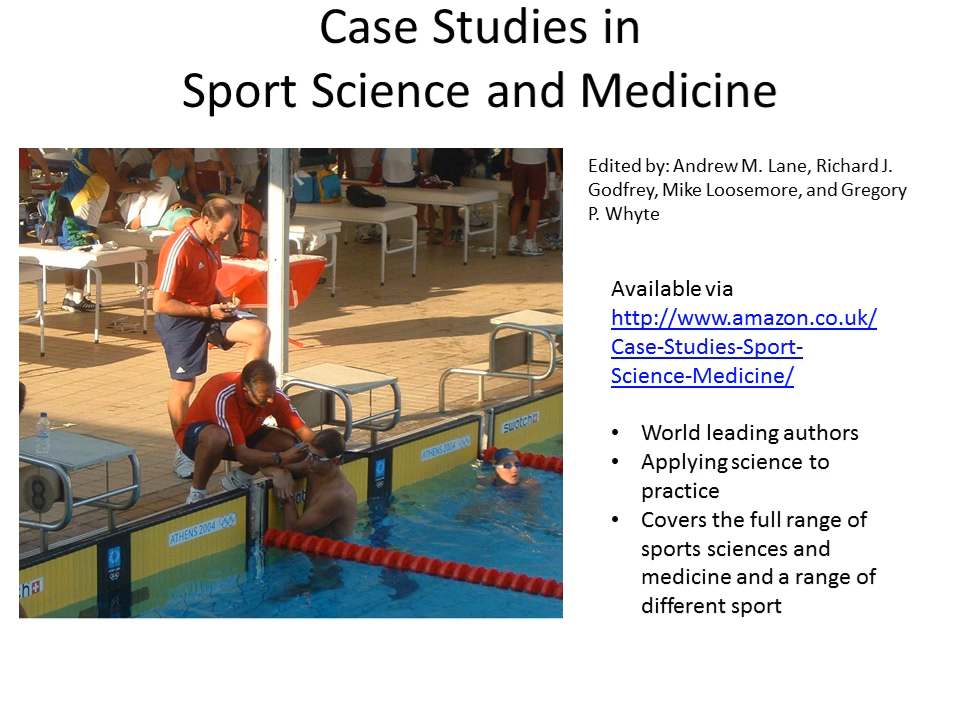 Case Studies in
Sport Science and Medicine
Edited by: Andrew M. Lane, Richard J.
Godfrey, Mike Loosemore, and Gregory
P. Whyte
Available via
http://www.amazon.co.uk/
Case-Studies-Sport-
Science-Medicine/
• World leading authors
• Applying science to
practice
• Covers the full range of
sports sciences and
medicine and a range of
different sport
swatch
ATHENS 2004
ATHENS 2004
8